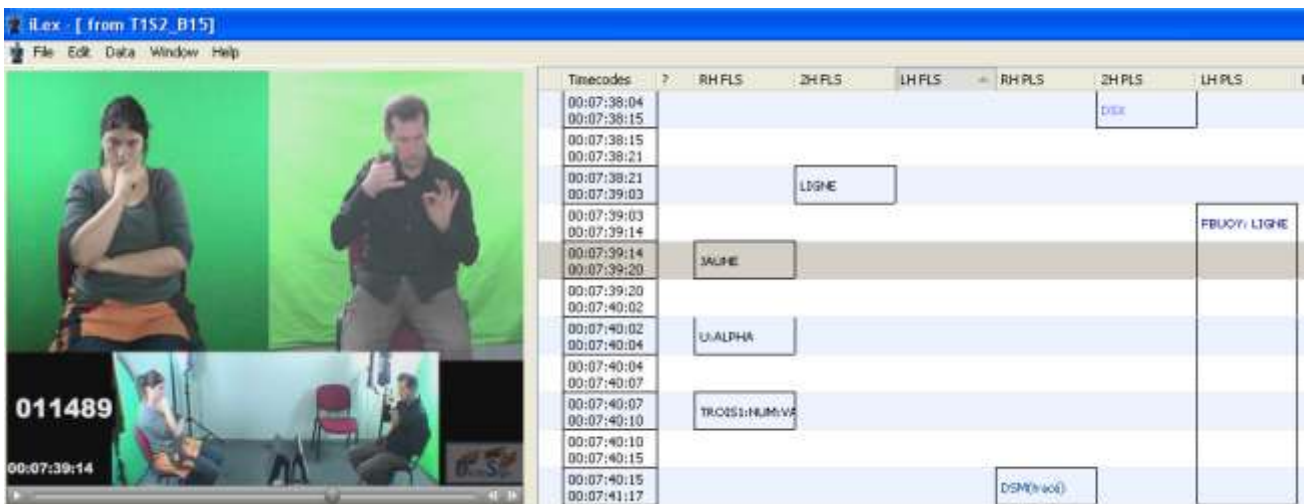 iLex - [ from T1S2_B15]
File Edit Data Window Help
Timecodes ? RH FLS 2H FLS LH FLS RH PLS 2H PLS LH PLS
00:07:38:04
00:07:38:15
DSX
00:07:38:15
00:07:38:21
00:07:38:21
00:07:39:03
LIGNE
00:07:39:03
00:07:39:14
FBUOY: LIGNE
00:07:39:14
00:07:39:20
JAUNE
00:07:39:20
00:07:40:02
00:07:40:02
00:07:40:04
U:ALPHA
00:07:40:04
00:07:40:07
00:07:40:07
00:07:40:10
TROIS1:NUM:VA
00:07:40:10
00:07:40:15
00:07:40:15
00:07:41:17
DSM(tracé)
011489
00:07:39:14